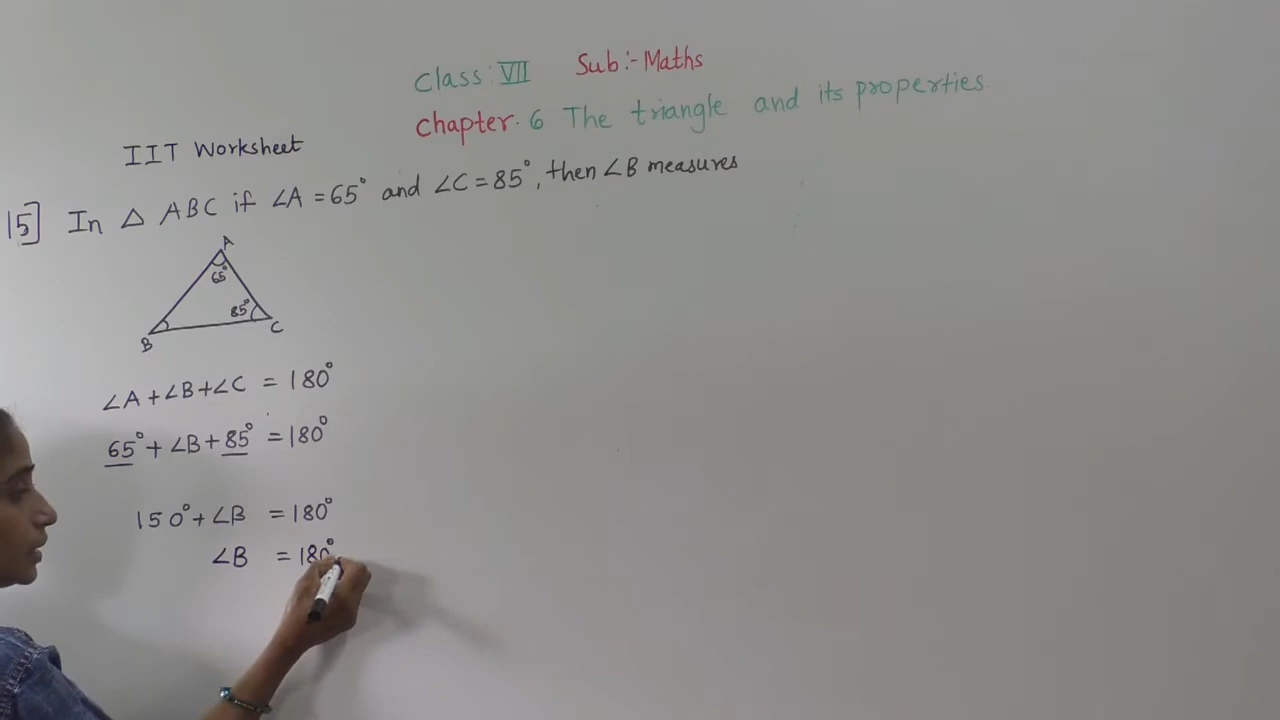 Class: VII Sub:- Maths
Chapter. 6 The triangle and its properties.
IIT Worksheet
15] In △ ABC if ∠A = 65° and ∠C = 85°, then ∠B measures
A
65°
85°
B
C
∠A + ∠B + ∠C = 180°
65° + ∠B + 85° = 180°
150° + ∠B = 180°
∠B = 180°